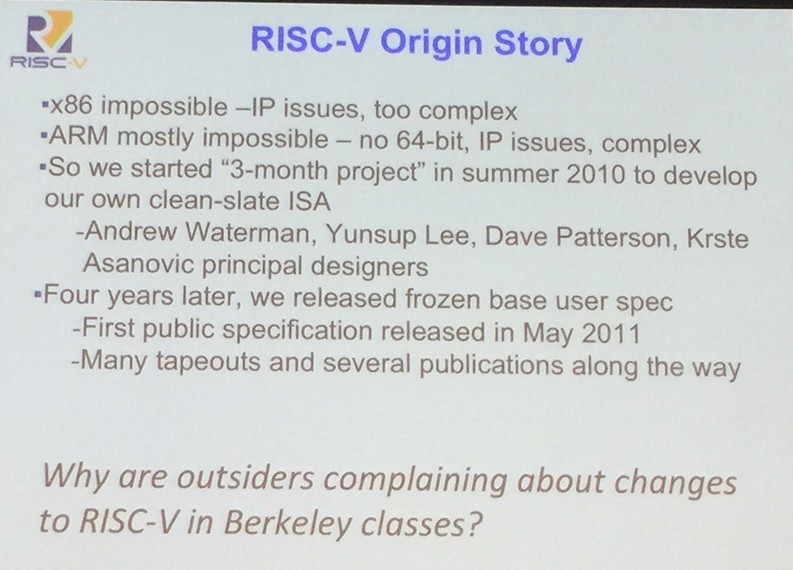 RISC-V
RISC-V Origin Story
▪x86 impossible –IP issues, too complex
▪ARM mostly impossible – no 64-bit, IP issues, complex
▪So we started “3-month project” in summer 2010 to develop
our own clean-slate ISA
-Andrew Waterman, Yunsup Lee, Dave Patterson, Krste
Asanovic principal designers
▪Four years later, we released frozen base user spec
-First public specification released in May 2011
-Many tapeouts and several publications along the way
Why are outsiders complaining about changes
to RISC-V in Berkeley classes?